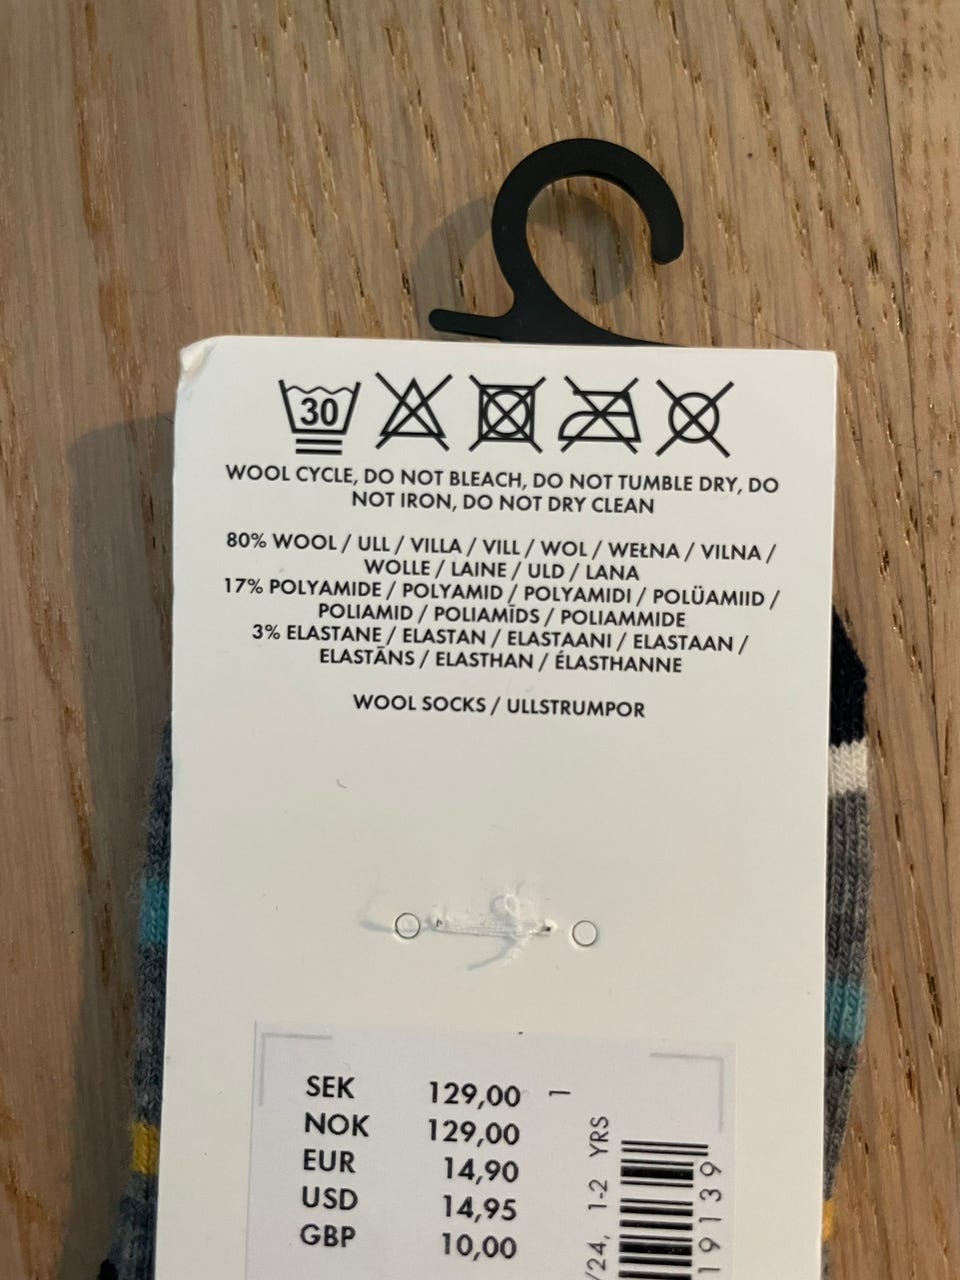 30
WOOL CYCLE, DO NOT BLEACH, DO NOT TUMBLE DRY, DO
NOT IRON, DO NOT DRY CLEAN
80% WOOL / ULL / VILLA / VILL / WOL / WEŁNA / VILNA /
WOLLE / LAINE / ULD / LANA
17% POLYAMIDE / POLYAMID / POLYAMIDI / POLÜAMIID /
POLIAMID / POLIAMĪDS / POLIAMMIDE
3% ELASTANE / ELASTAN / ELASTAANI / ELASTAAN /
ELASTĀNS / ELASTHAN / ÉLASTHANNE
WOOL SOCKS / ULLSTRUMPOR
SEK 129,00
NOK 129,00
EUR 14,90
USD 14,95
GBP 10,00
1
/24, 1-2 YRS
19139